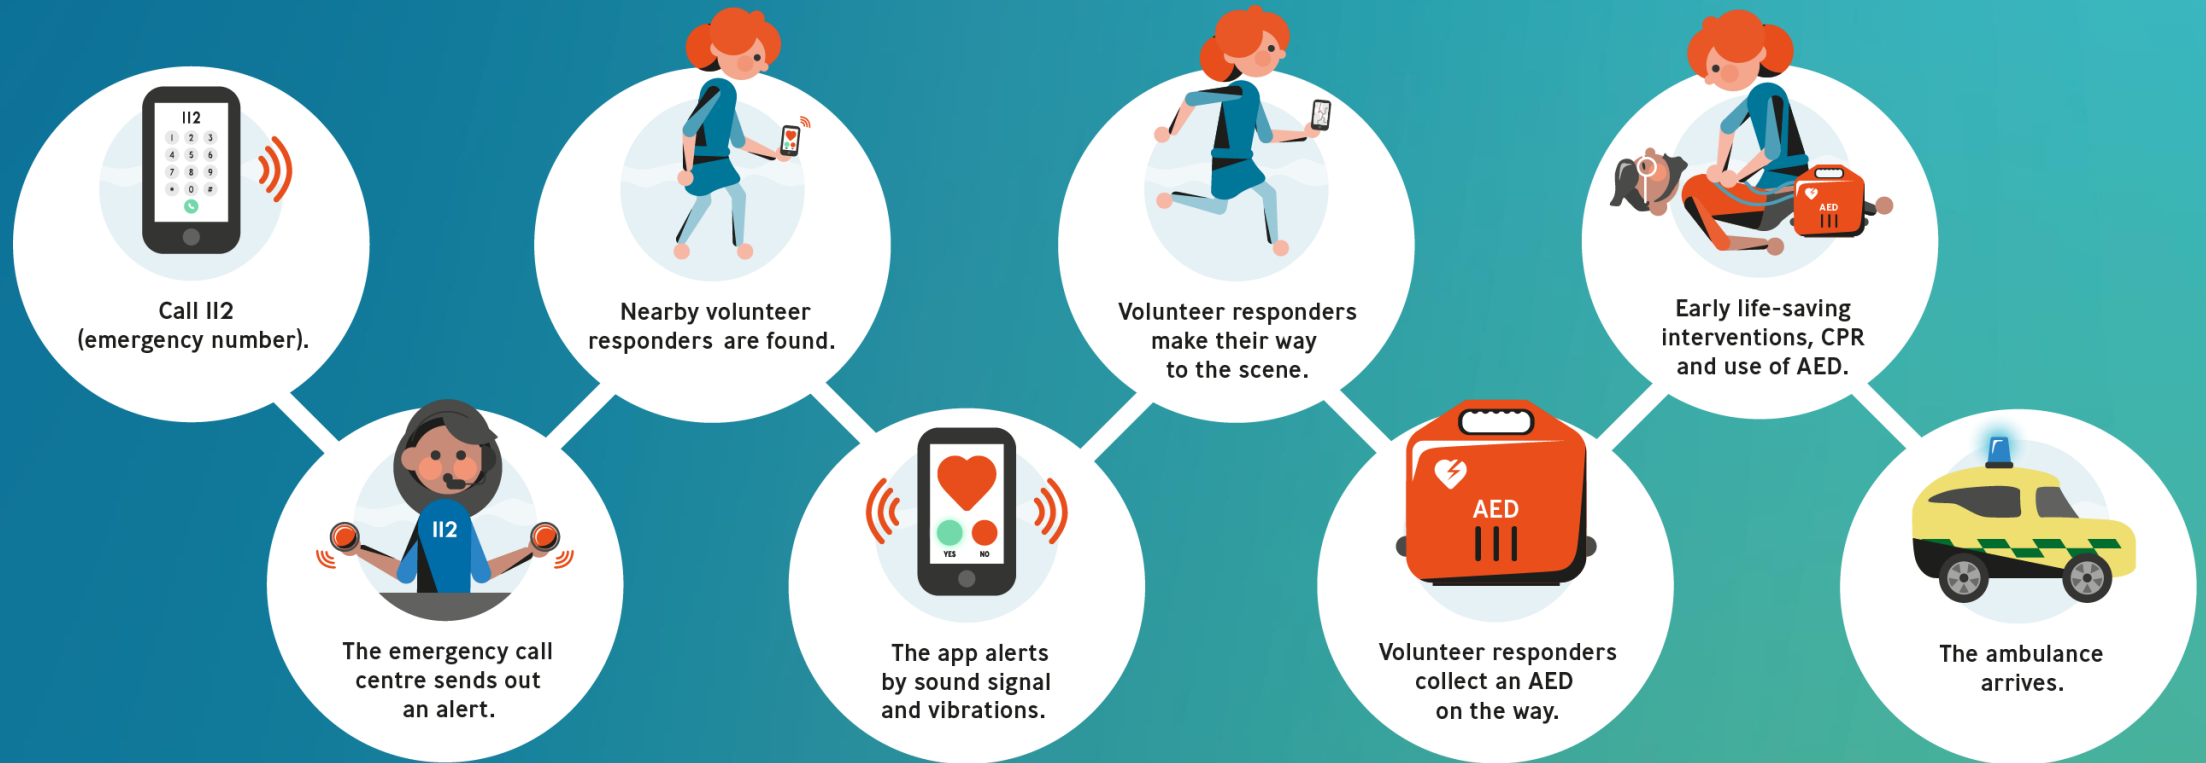 112
1 2 3
4 5 6
7 8 9
* 0 #
Call 112
(emergency number).
112
The emergency call
centre sends out
an alert.
Nearby volunteer
responders are found.
YES NO
The app alerts
by sound signal
and vibrations.
Volunteer responders
make their way
to the scene.
AED
Volunteer responders
collect an AED
on the way.
AED
Early life-saving
interventions, CPR
and use of AED.
The ambulance
arrives.